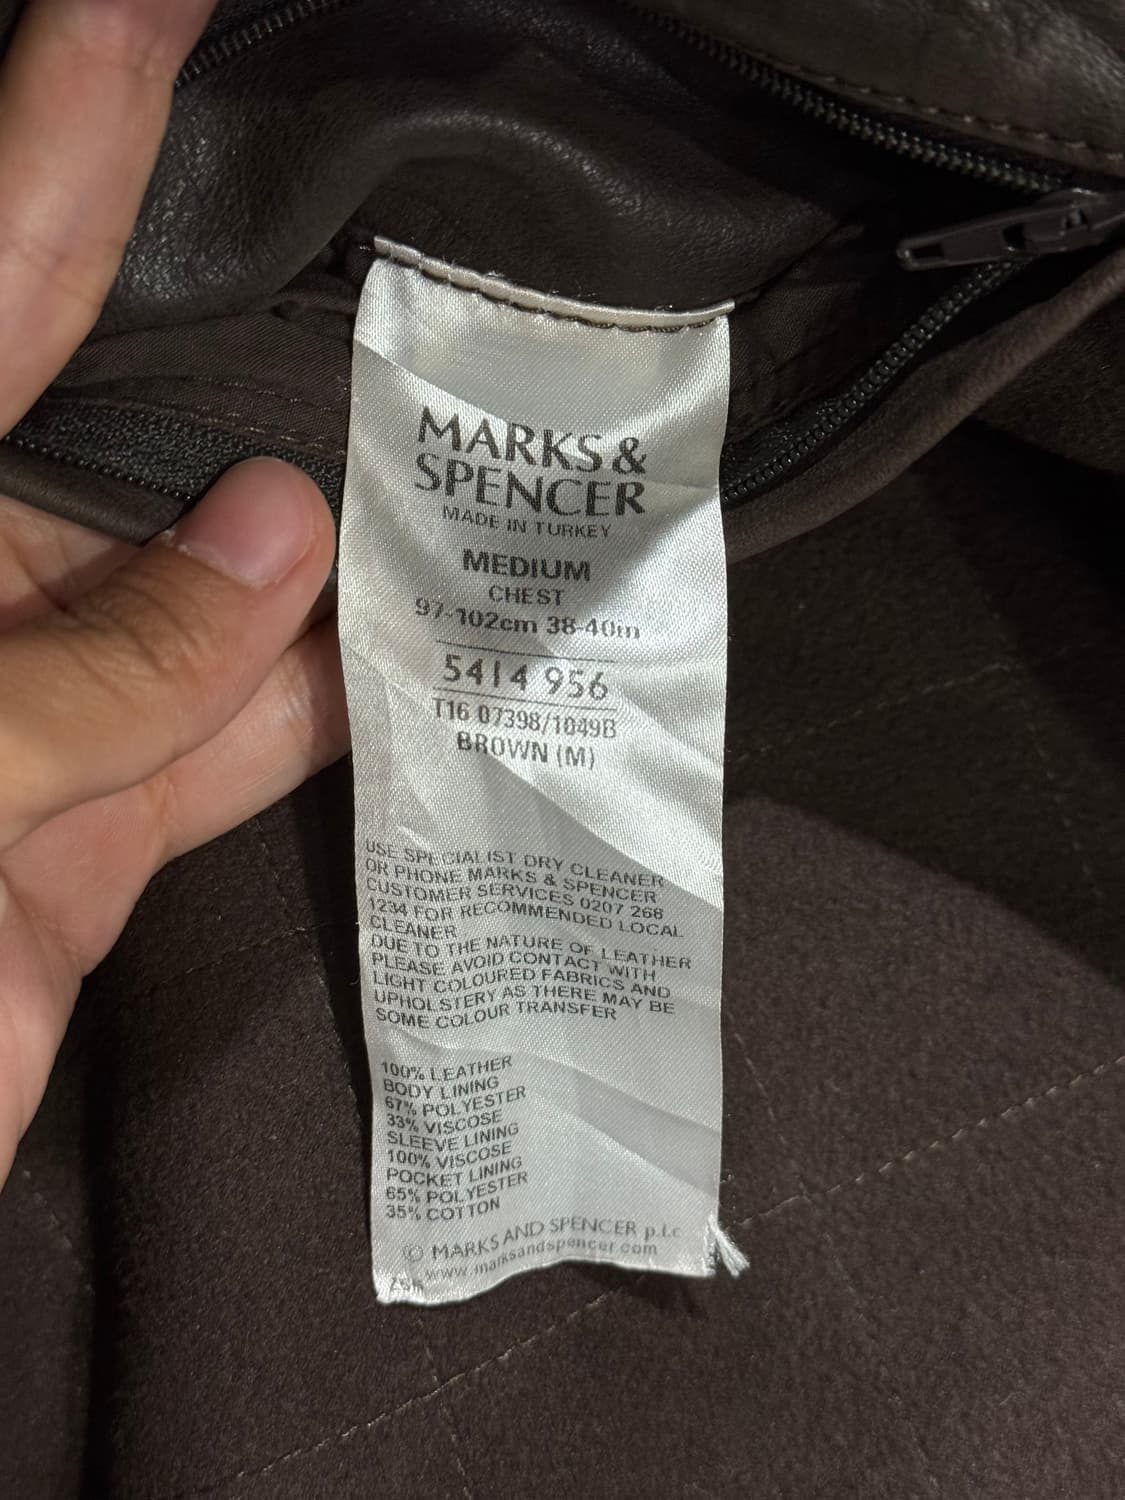 MARKS &
SPENCER
MADE IN TURKEY
MEDIUM
CHEST
97-102cm 38-40in
5414 956
T16 07398/1049B
BROWN (M)
USE SPECIALIST DRY CLEANER
OR PHONE MARKS & SPENCER
CUSTOMER SERVICES 0207 268
1234 FOR RECOMMENDED LOCAL
CLEANER
DUE TO THE NATURE OF LEATHER
PLEASE AVOID CONTACT WITH
LIGHT COLOURED FABRICS AND
UPHOLSTERY AS THERE MAY BE
SOME COLOUR TRANSFER
100% LEATHER
BODY LINING
67% POLYESTER
33% VISCOSE
SLEEVE LINING
100% VISCOSE
POCKET LINING
65% POLYESTER
35% COTTON
© MARKS AND SPENCER p.l.c
www.marksandspencer.com